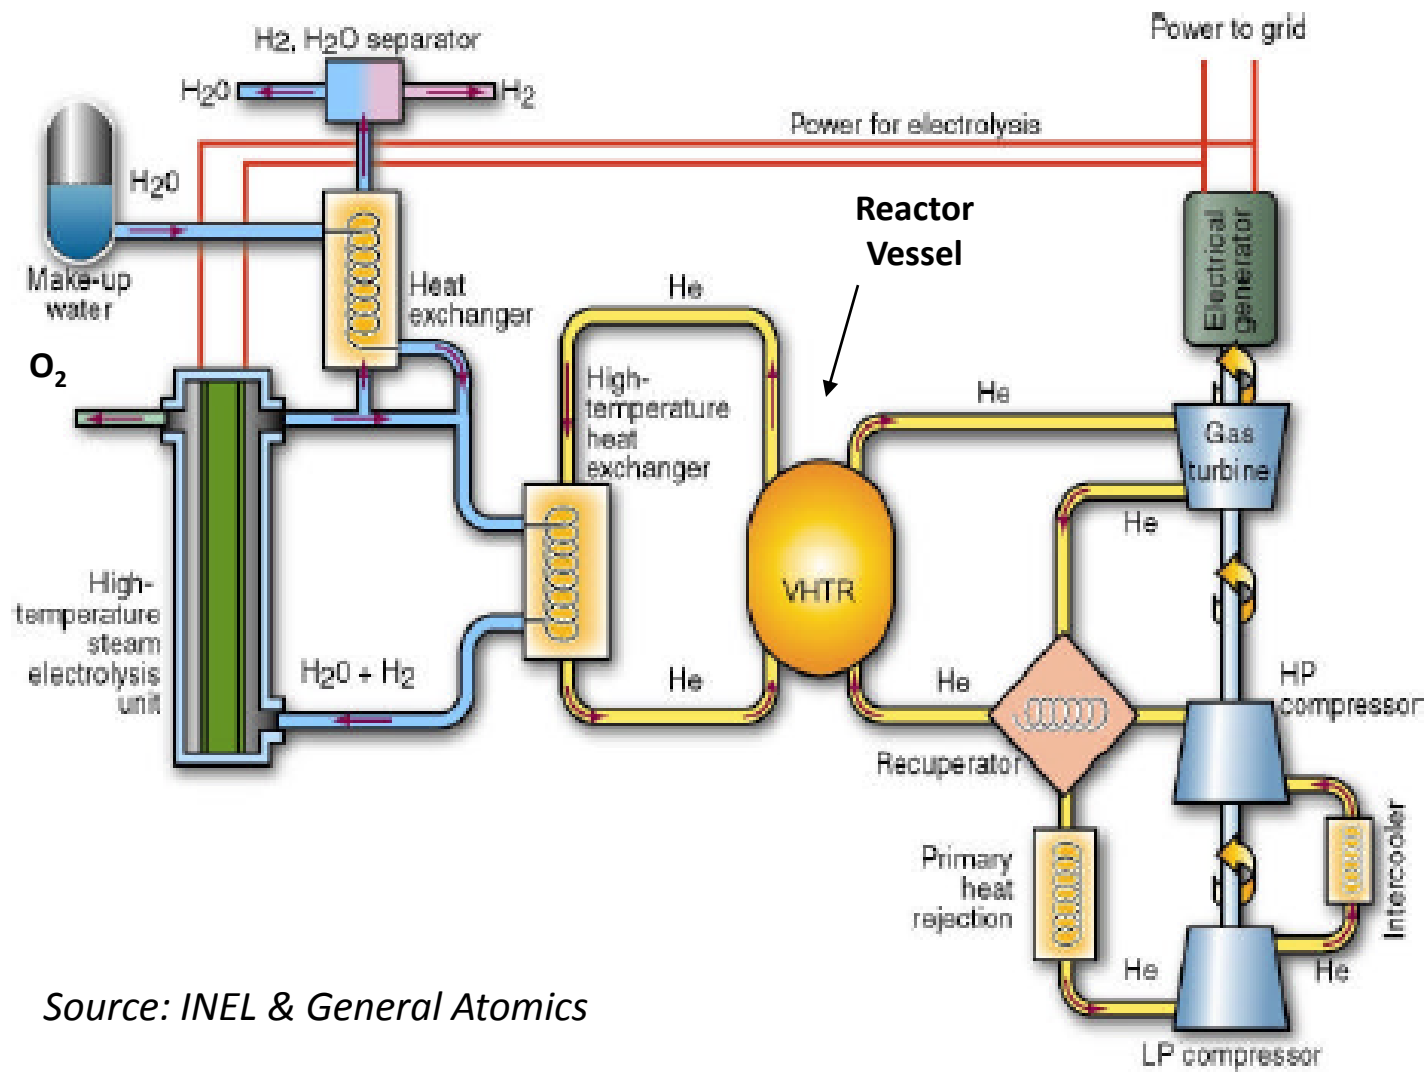 H2, H2O separator
H2O
H2
Power to grid
Power for electrolysis
H2O
Make-up
water
Heat
exchanger
Reactor
Vessel
Electrical
generator
He
O2
High-
temperature
heat
exchanger
He
Gas
turbine
He
VHTR
High-
temperature
steam
electrolysis
unit
H2O + H2
He
He
HP
compressor
Recuperator
Intercooler
Primary
heat
rejection
He
He
LP compressor
Source: INEL & General Atomics